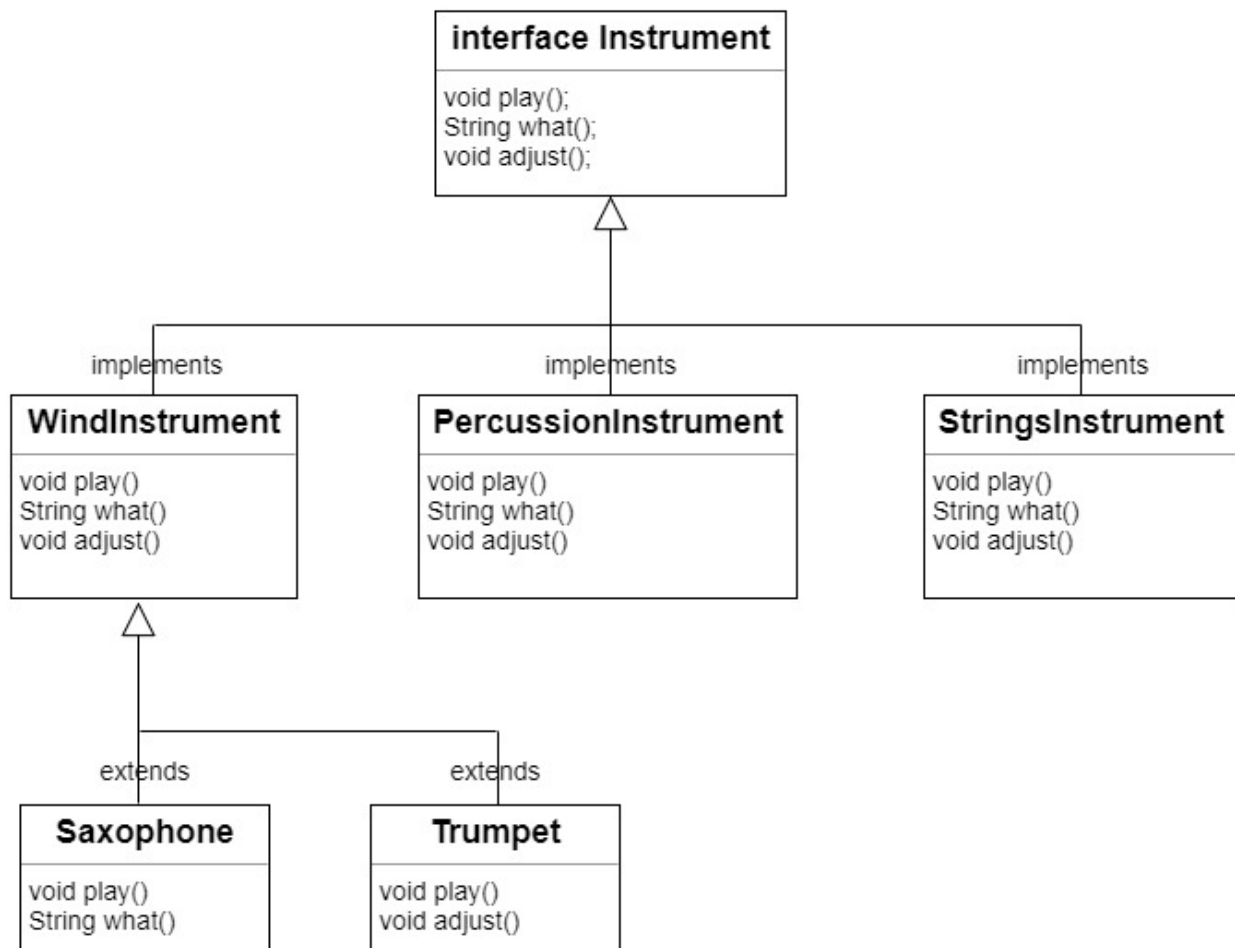 interface Instrument
void play();
String what();
void adjust();
implements
implements
implements
WindInstrument
void play()
String what()
void adjust()
PercussionInstrument
void play()
String what()
void adjust()
StringsInstrument
void play()
String what()
void adjust()
extends
extends
Saxophone
void play()
String what()
Trumpet
void play()
void adjust()